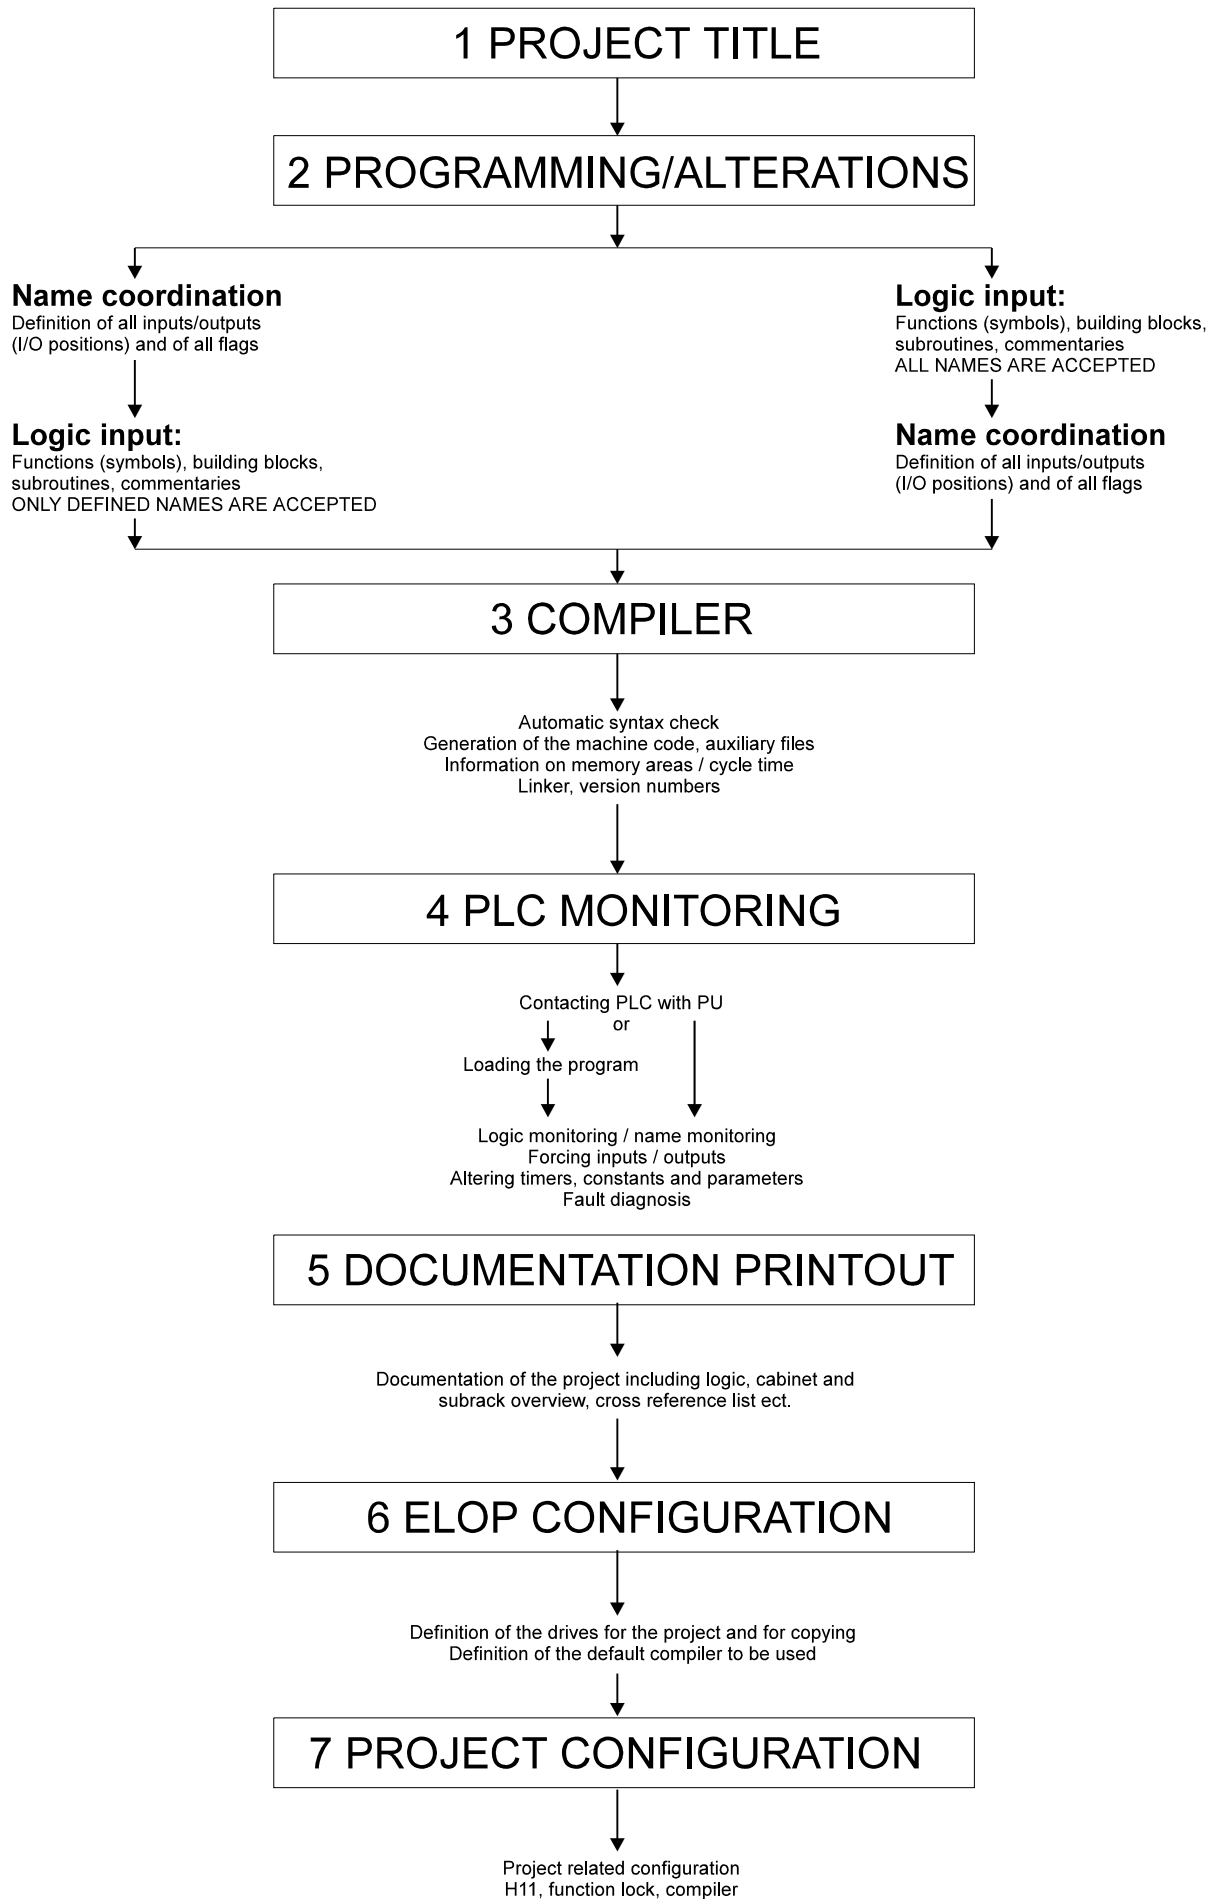 1 PROJECT TITLE
2 PROGRAMMING/ALTERATIONS
Name coordination
Definition of all inputs/outputs
(I/O positions) and of all flags
Logic input:
Functions (symbols), building blocks,
subroutines, commentaries
ONLY DEFINED NAMES ARE ACCEPTED
Logic input:
Functions (symbols), building blocks,
subroutines, commentaries
ALL NAMES ARE ACCEPTED
Name coordination
Definition of all inputs/outputs
(I/O positions) and of all flags
3 COMPILER
Automatic syntax check
Generation of the machine code, auxiliary files
Information on memory areas / cycle time
Linker, version numbers
4 PLC MONITORING
Contacting PLC with PU
or
Loading the program
Logic monitoring / name monitoring
Forcing inputs / outputs
Altering timers, constants and parameters
Fault diagnosis
5 DOCUMENTATION PRINTOUT
Documentation of the project including logic, cabinet and
subrack overview, cross reference list ect.
6 ELOP CONFIGURATION
Definition of the drives for the project and for copying
Definition of the default compiler to be used
7 PROJECT CONFIGURATION
Project related configuration
H11, function lock, compiler